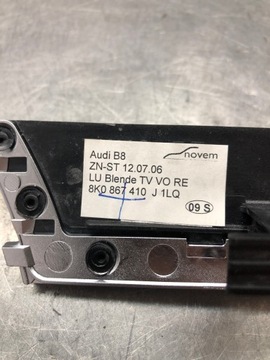 novem
Audi B8
ZN-ST 12.07.06
LU Blende TV VO RE
8K0 867 410 J 1LQ
09 S